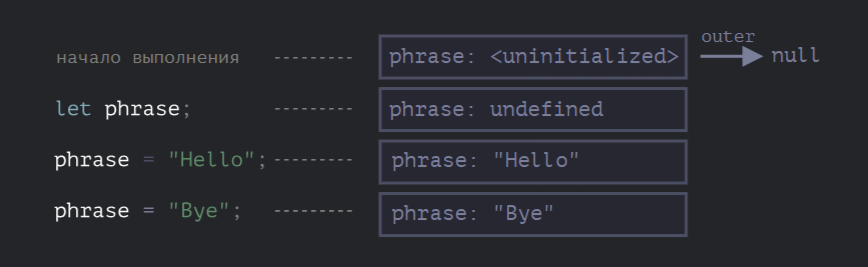 outer
начало выполнения --------- phrase: <uninitialized> null
let phrase; --------- phrase: undefined
phrase = "Hello"; --------- phrase: "Hello"
phrase = "Bye"; --------- phrase: "Bye"